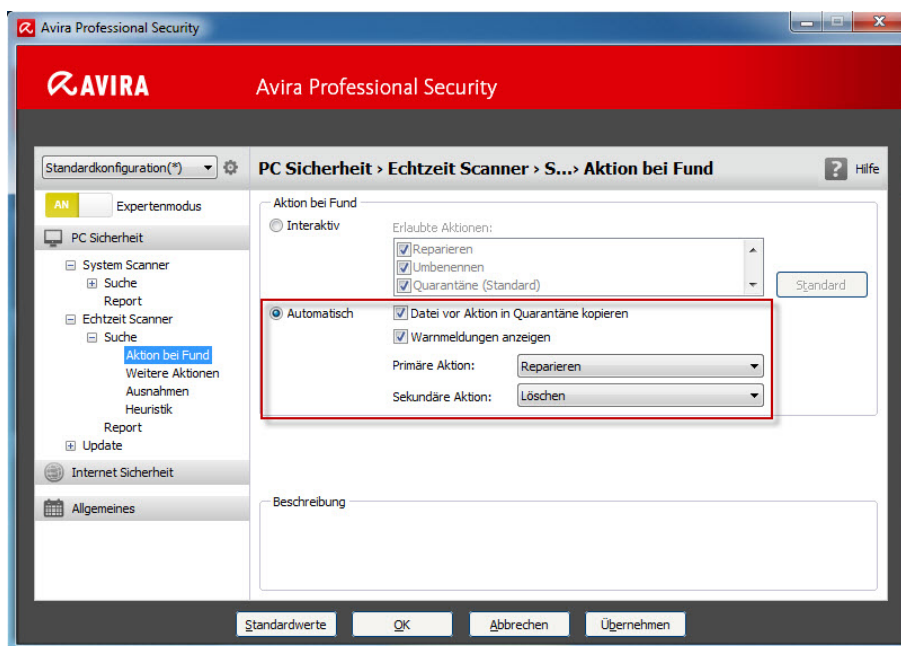 Avira Professional Security
AVIRA
Avira Professional Security
Standardkonfiguration(*)
PC Sicherheit › Echtzeit Scanner › S...› Aktion bei Fund
? Hilfe
AN
Expertenmodus
PC Sicherheit
System Scanner
Suche
Report
Echtzeit Scanner
Suche
Aktion bei Fund
Weitere Aktionen
Ausnahmen
Heuristik
Report
Update
Internet Sicherheit
Allgemeines
Aktion bei Fund
Interaktiv
Erlaubte Aktionen:
Reparieren
Umbenennen
Quarantäne (Standard)
Standard
Automatisch
Datei vor Aktion in Quarantäne kopieren
Warnmeldungen anzeigen
Primäre Aktion:
Reparieren
Sekundäre Aktion:
Löschen
Beschreibung
Standardwerte
OK
Abbrechen
Übernehmen